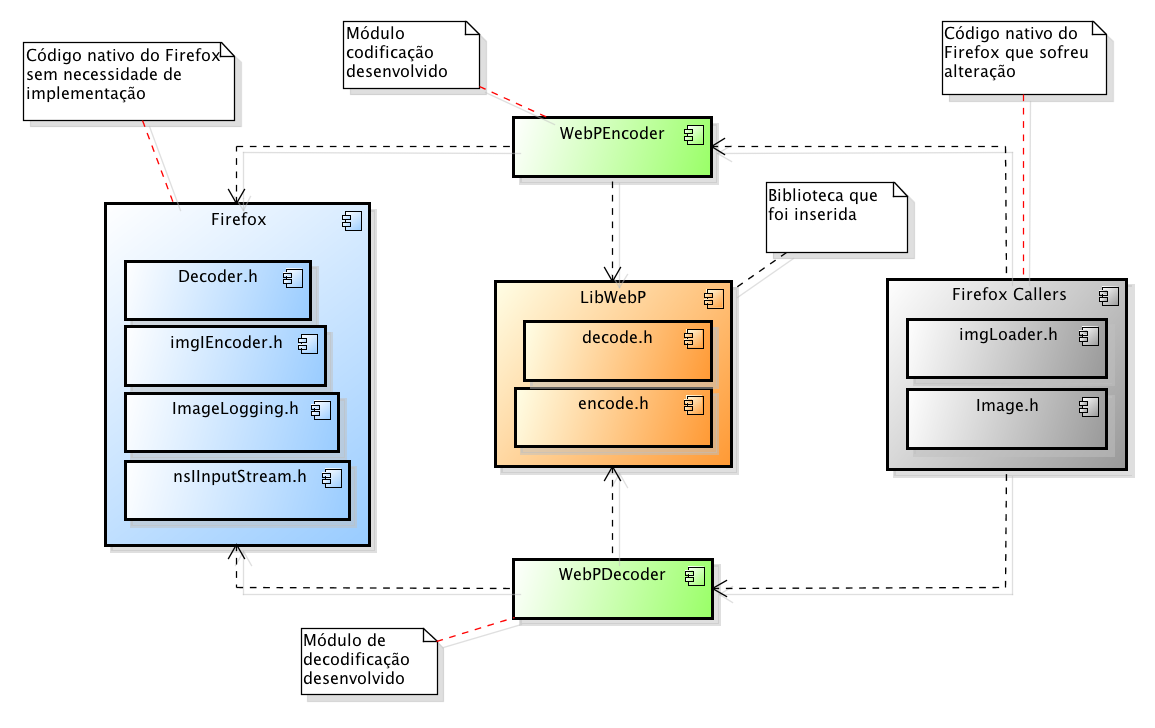 Código nativo do Firefox
sem necessidade de
implementação
Módulo
codificação
desenvolvido
Código nativo do
Firefox que sofreu
alteração
WebPEncoder
Biblioteca que
foi inserida
Firefox
Decoder.h
imgIEncoder.h
ImageLogging.h
nsIInputStream.h
LibWebP
decode.h
encode.h
Firefox Callers
imgLoader.h
Image.h
WebPDecoder
Módulo de
decodificação
desenvolvido